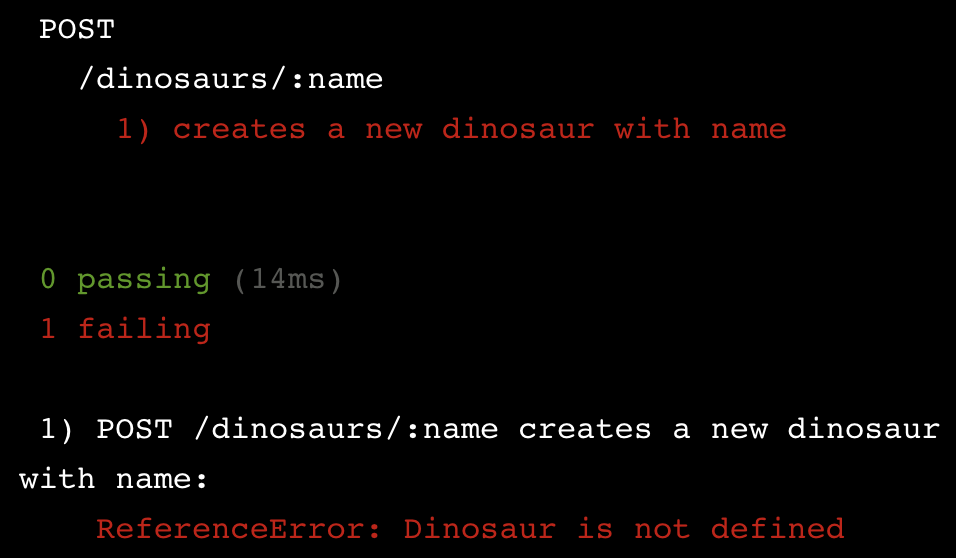 POST
/dinosaurs/:name
1) creates a new dinosaur with name
0 passing (14ms)
1 failing
1) POST /dinosaurs/:name creates a new dinosaur
with name:
ReferenceError: Dinosaur is not defined